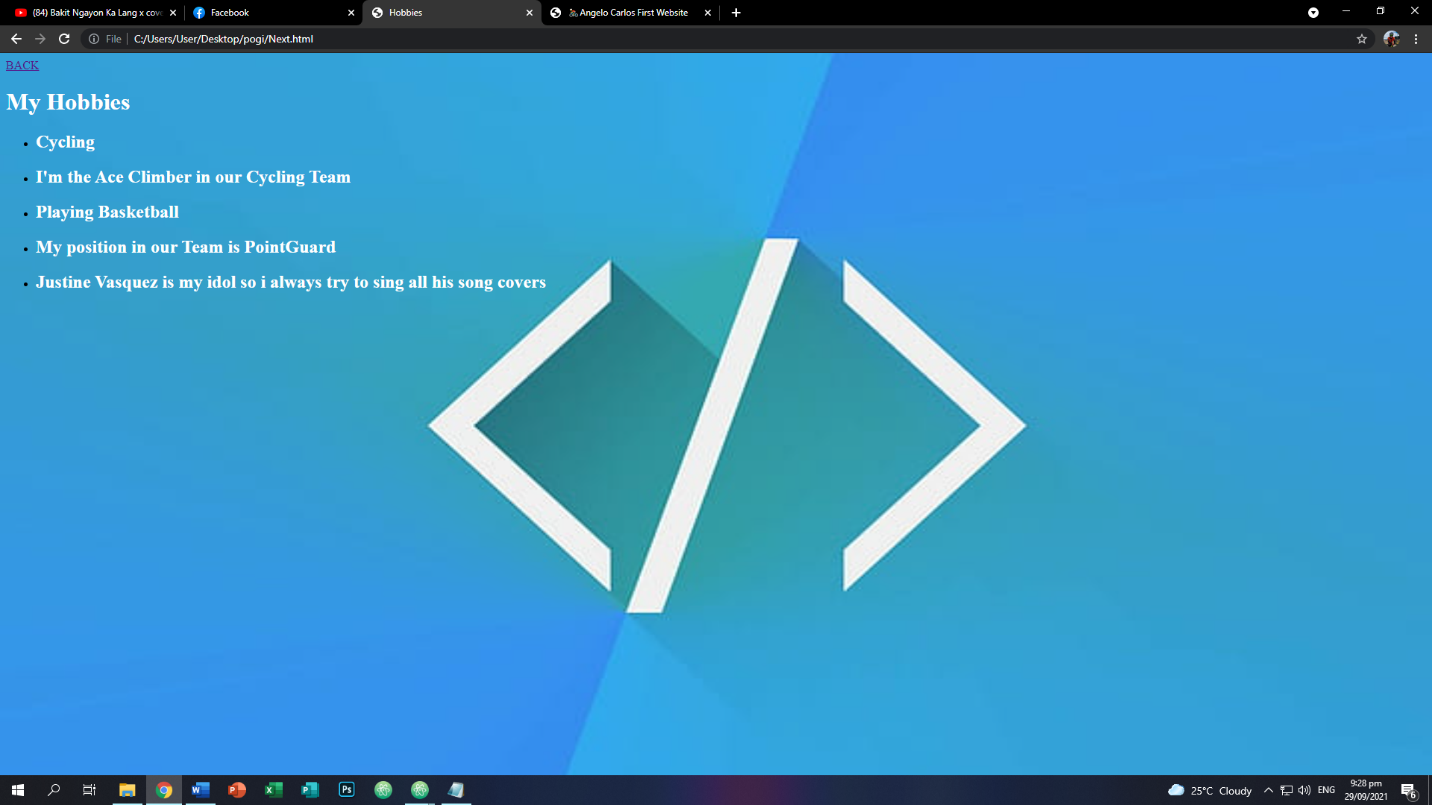 (84) Bakit Ngayon Ka Lang x cove
Facebook
Hobbies
Angelo Carlos First Website
File
C:/Users/User/Desktop/pogi/Next.html
BACK
My Hobbies
Cycling
I'm the Ace Climber in our Cycling Team
Playing Basketball
My position in our Team is PointGuard
Justine Vasquez is my idol so i always try to sing all his song covers
</>
W
P
X
P
Ps
25°C Cloudy
ENG
9:28 pm
29/09/2021
6